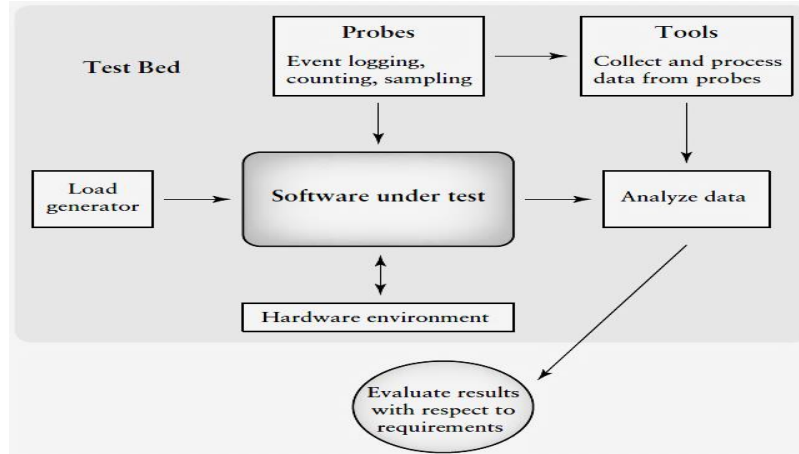 Test Bed
Probes
Event logging,
counting, sampling
Tools
Collect and process
data from probes
Load
generator
Software under test
Analyze data
Hardware environment
Evaluate results
with respect to
requirements